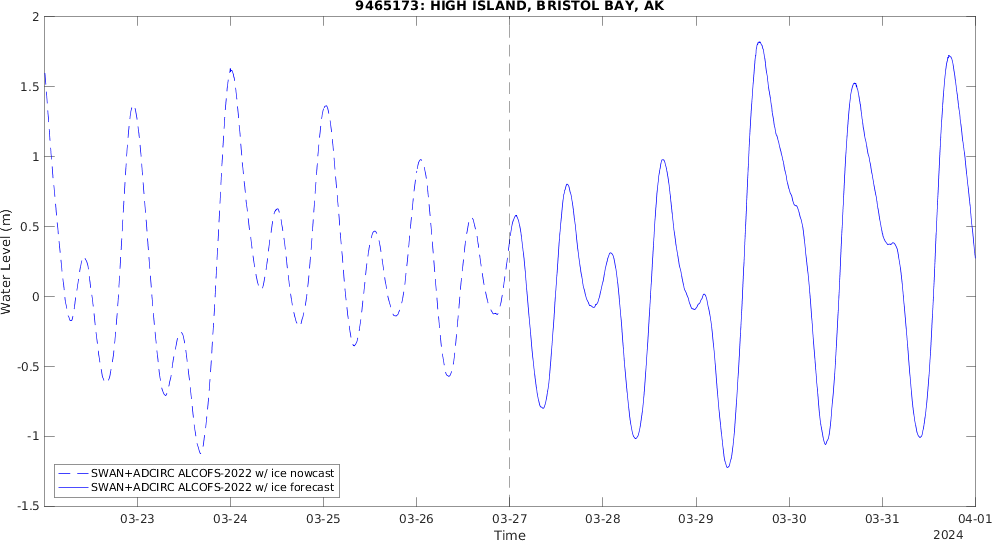 9465173: HIGH ISLAND, BRISTOL BAY, AK
2
1.5
1
0.5
0
-0.5
-1
-1.5
Water Level (m)
SWAN+ADCIRC ALCOFS-2022 w/ ice nowcast
SWAN+ADCIRC ALCOFS-2022 w/ ice forecast
03-23 03-24 03-25 03-26 03-27 03-28 03-29 03-30 03-31 04-01
Time
2024